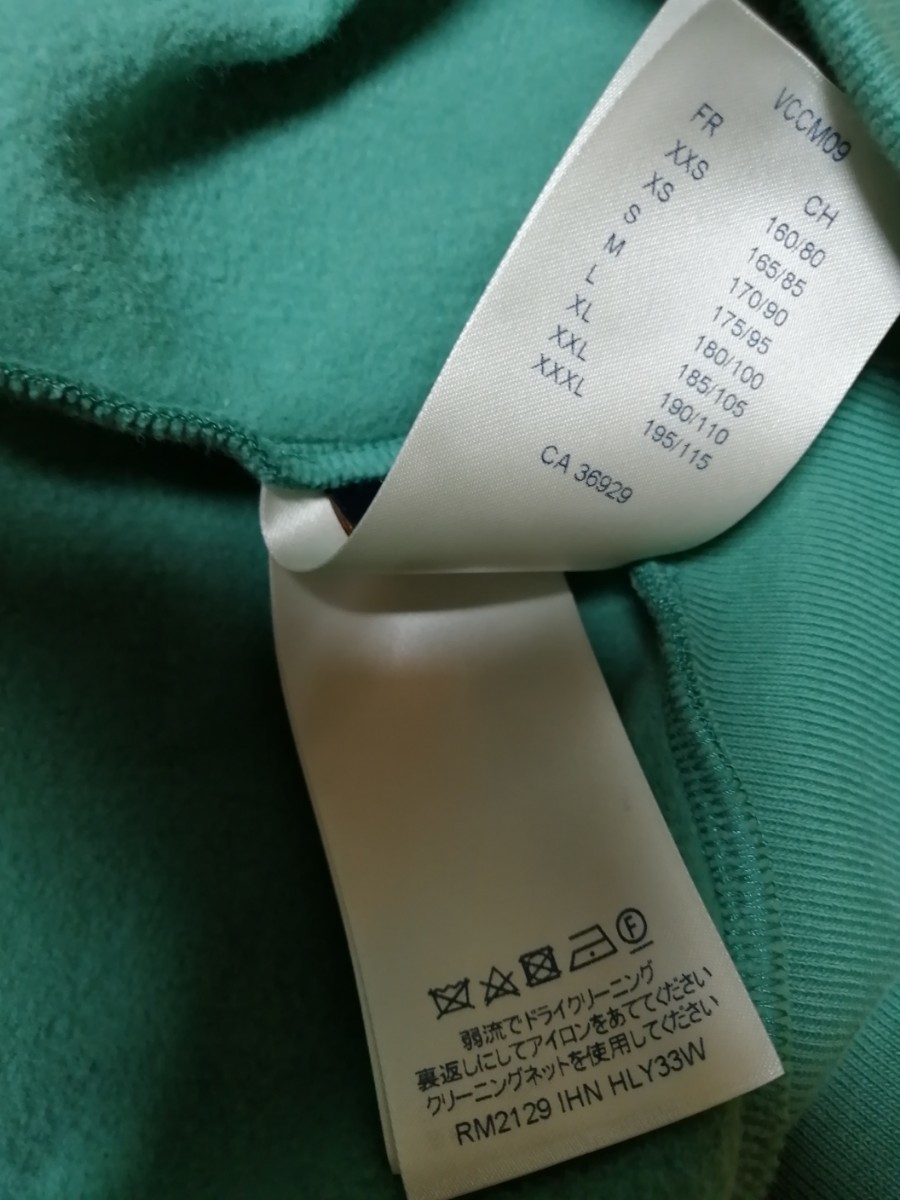 VCCM09
FR CH
XXS 160/80
XS 165/85
S 170/90
M 175/95
L 180/100
XL 185/105
XXL 190/110
XXXL 195/115
CA 36929
F
弱流でドライクリーニング
裏返しにしてアイロンをあててください
クリーニングネットを使用してください
RM2129 IHN HLY33W